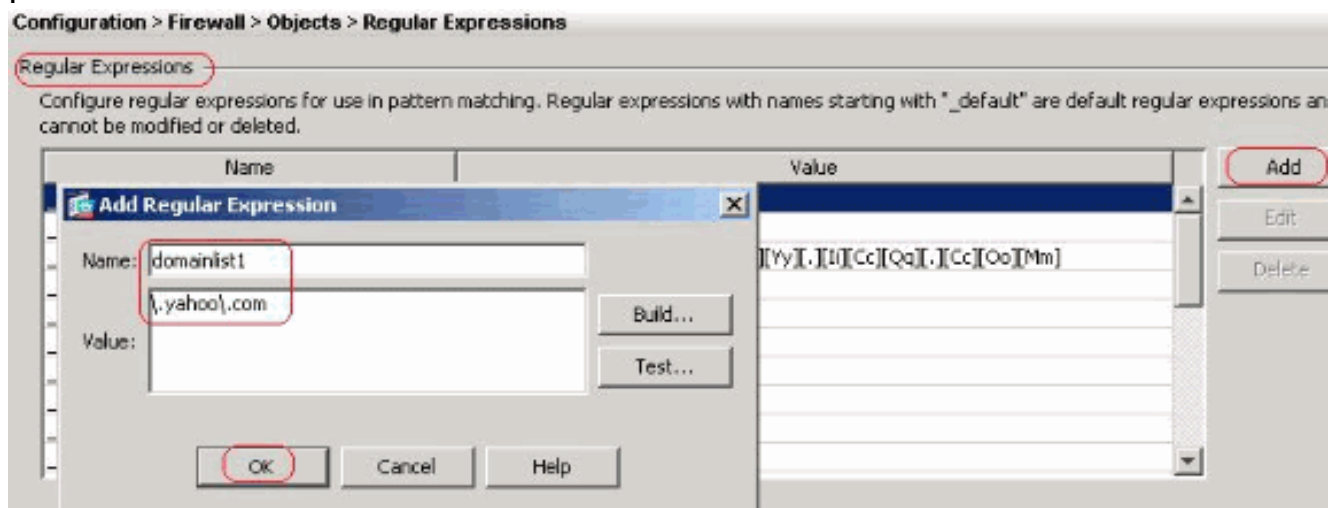 Configuration > Firewall > Objects > Regular Expressions
Regular Expressions
Configure regular expressions for use in pattern matching. Regular expressions with names starting with "_default" are default regular expressions an
cannot be modified or deleted.
Name Value Add
Add Regular Expression
Edit
Name: domainlist1 ][Yy][.][Ii][Cc][Qq][.][Cc][Oo][Mm]
Delete
\.yahoo\.com
Build...
Value:
Test...
OK Cancel Help